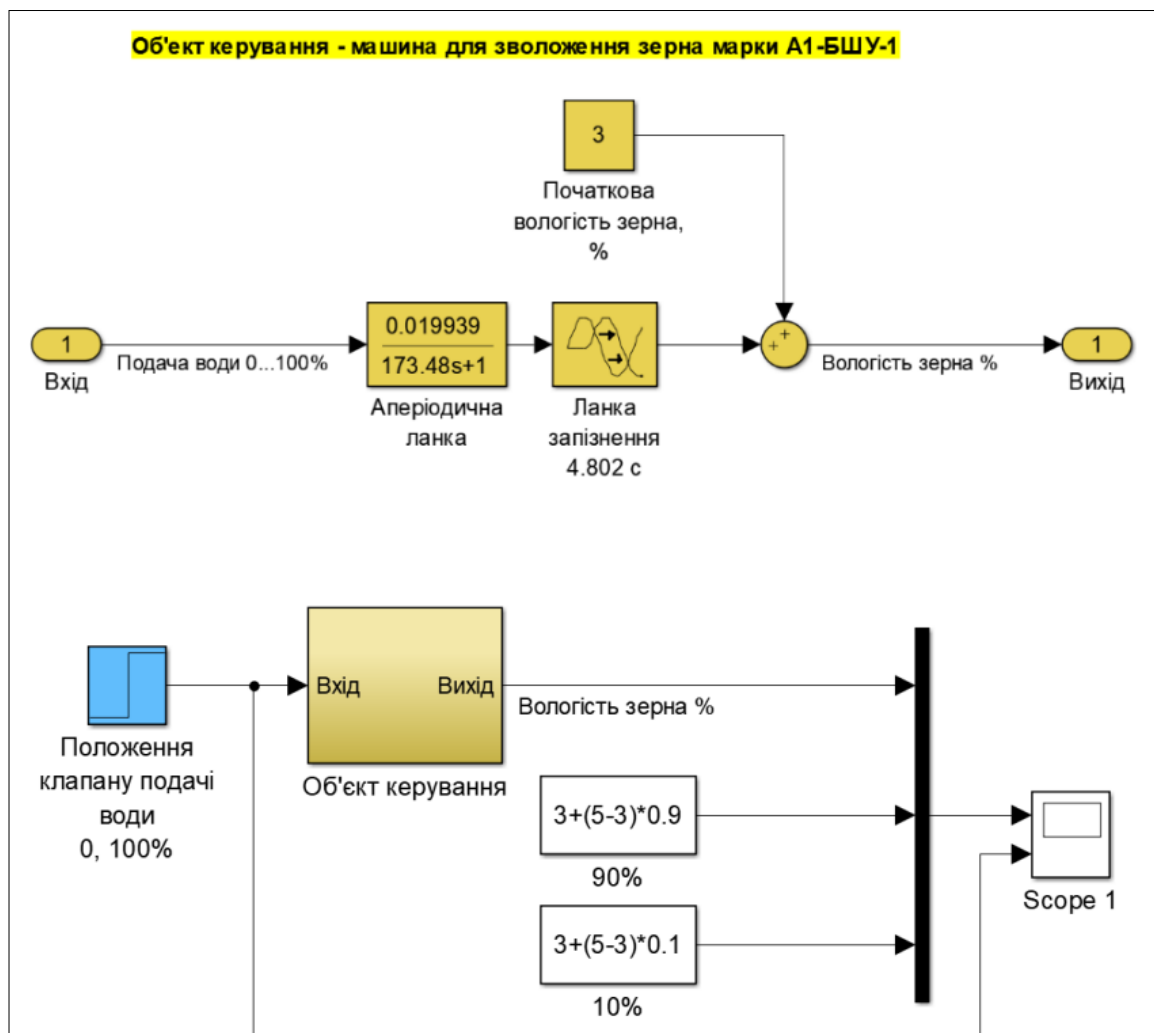 Об'ект керування - машина для зволоження зерна марки А1-БШУ-1
3
Початкова
вологість зерна,
%
1
Вхід
Подача води 0...100%
0.019939
173.48s+1
Аперіодична
ланка
Ланка
запізнення
4.802 с
+
+
Вологість зерна %
1
Вихід
Положення
клапану подачі
води
0, 100%
Вхід
Вихід
Об'єкт керування
Вологість зерна %
3+(5-3)*0.9
90%
3+(5-3)*0.1
10%
Scope 1